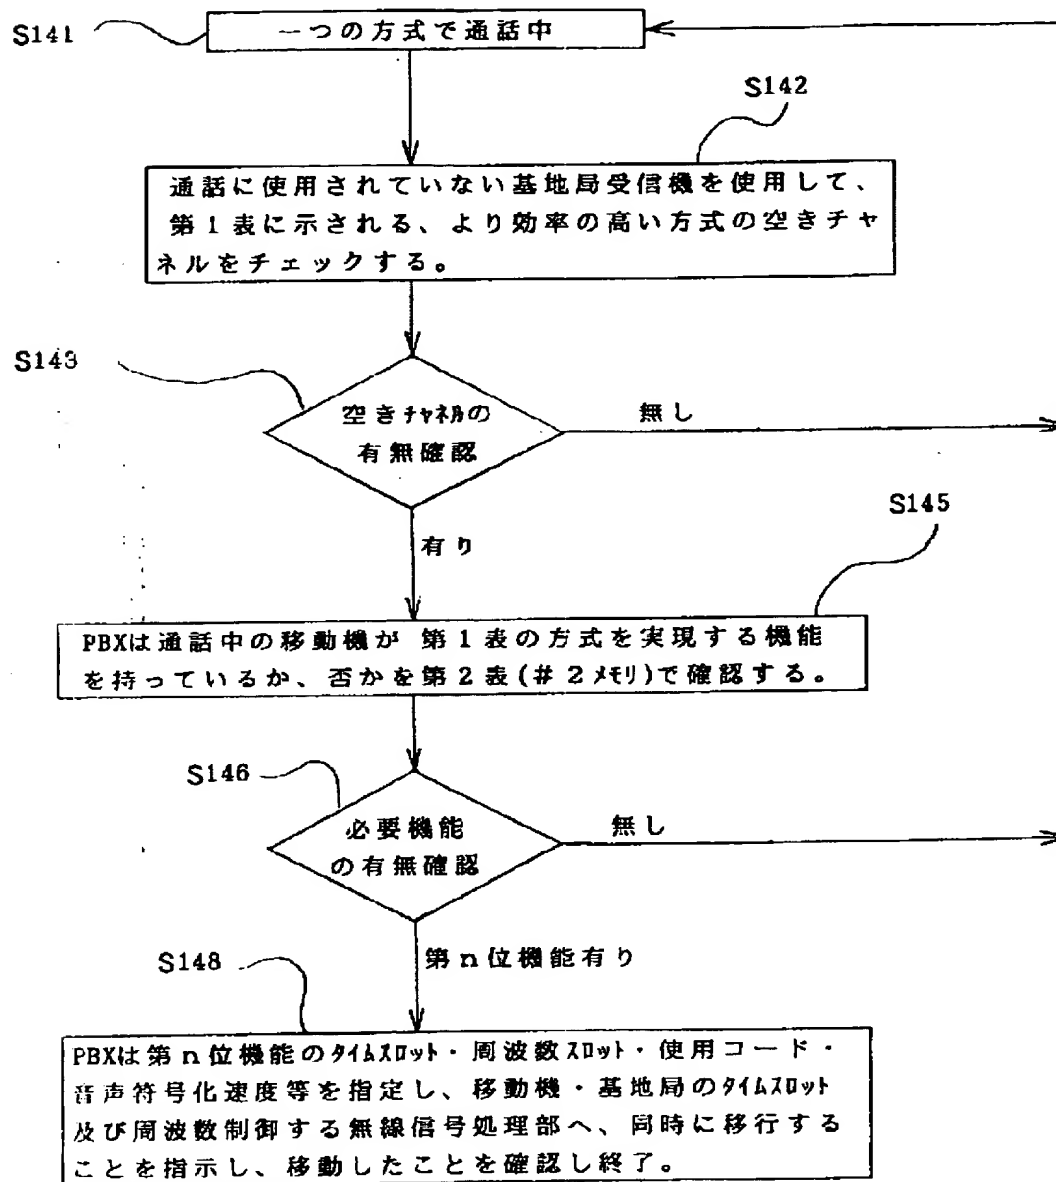 S141
一つの方式で通話中
S142
通話に使用されていない基地局受信機を使用して、
第1表に示される、より効率の高い方式の空きチャ
ネルをチェックする。
S143
空きチャネルの
有無確認
無し
有り
S145
PBXは通話中の移動機が 第1表の方式を実現する機能
を持っているか、否かを第2表(#2メモリ)で確認する。
S146
必要機能
の有無確認
無し
第n位機能有り
S148
PBXは第n位機能のタイムスロット・周波数スロット・使用コード・
音声符号化速度等を指定し、移動機・基地局のタイムスロット
及び周波数制御する無線信号処理部へ、同時に移行する
ことを指示し、移動したことを確認し終了。